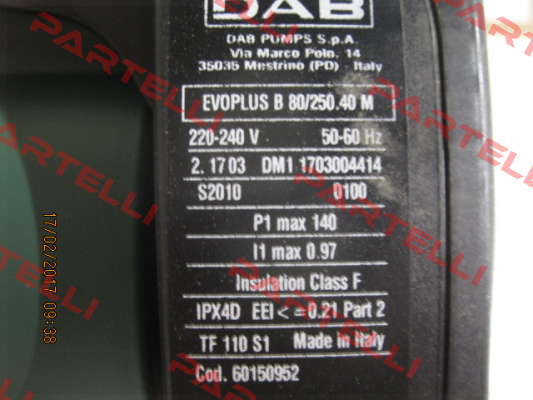 DAB
DAB PUMPS S.p.A.
Via Marco Polo, 14
35035 Mestrino (PD) - Italy
EVOPLUS B 80/250.40 M
220-240 V 50-60 Hz
2. 17 03 DM1 1703004414
S2010 0100
P1 max 140
I1 max 0.97
Insulation Class F
IPX4D EEI < =0.21 Part 2
TF 110 S1 Made in Italy
Cod. 60150952
17/02/2017 09:38
PARTELLI
PARTELLI
PARTELLI
PARTELLI
PARTELLI